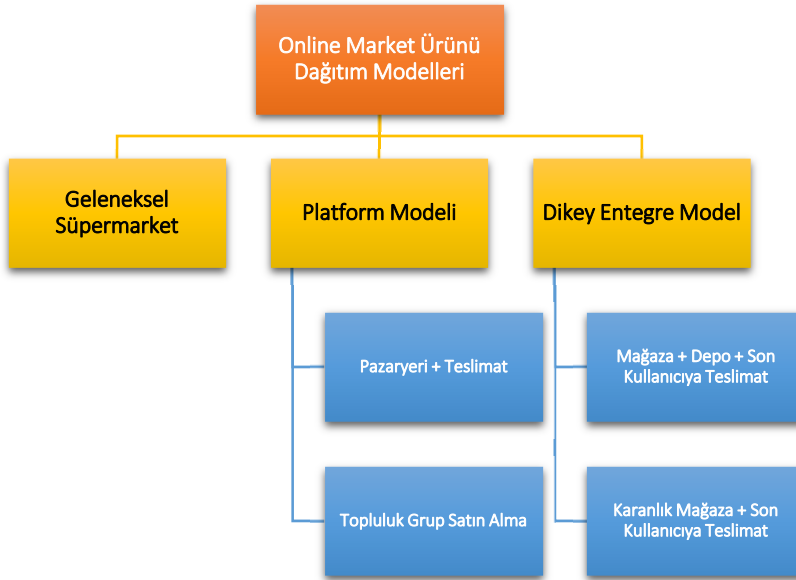 Online Market Ürünü
Dağıtım Modelleri
Geleneksel
Süpermarket
Platform Modeli
Dikey Entegre Model
Pazaryeri + Teslimat
Mağaza + Depo + Son
Kullanıcıya Teslimat
Topluluk Grup Satın Alma
Karanlık Mağaza + Son
Kullanıcıya Teslimat